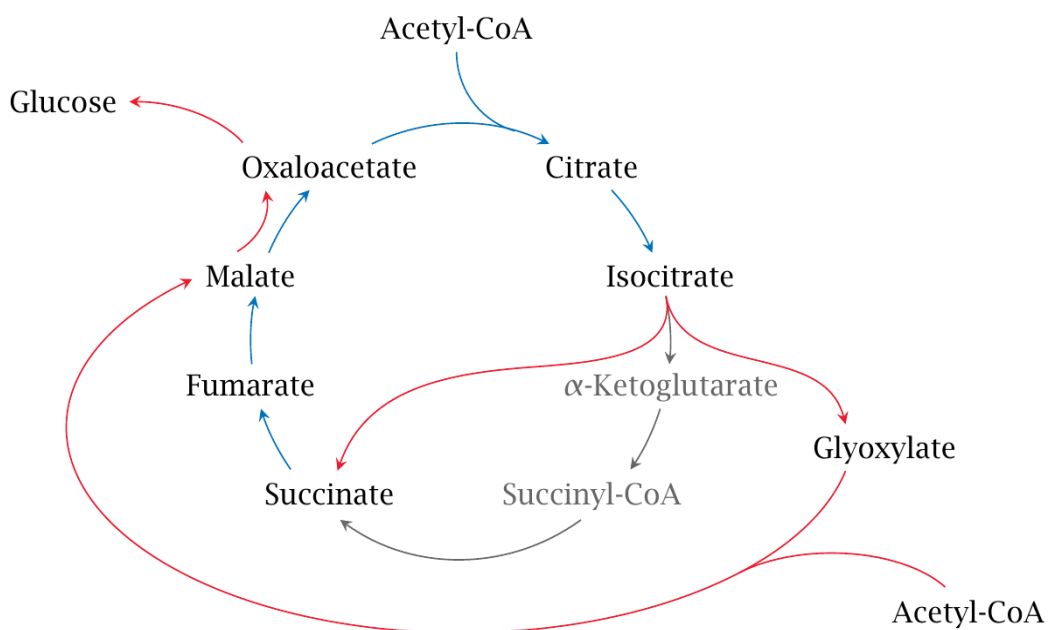 Acetyl-CoA
Glucose
Oxaloacetate
Citrate
Malate
Isocitrate
Fumarate
α-Ketoglutarate
Glyoxylate
Succinate
Succinyl-CoA
Acetyl-CoA